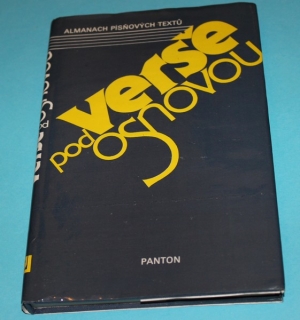 ALMANACH PÍSŇOVÝCH TEXTŮ
verše
pod osnovou
PANTON